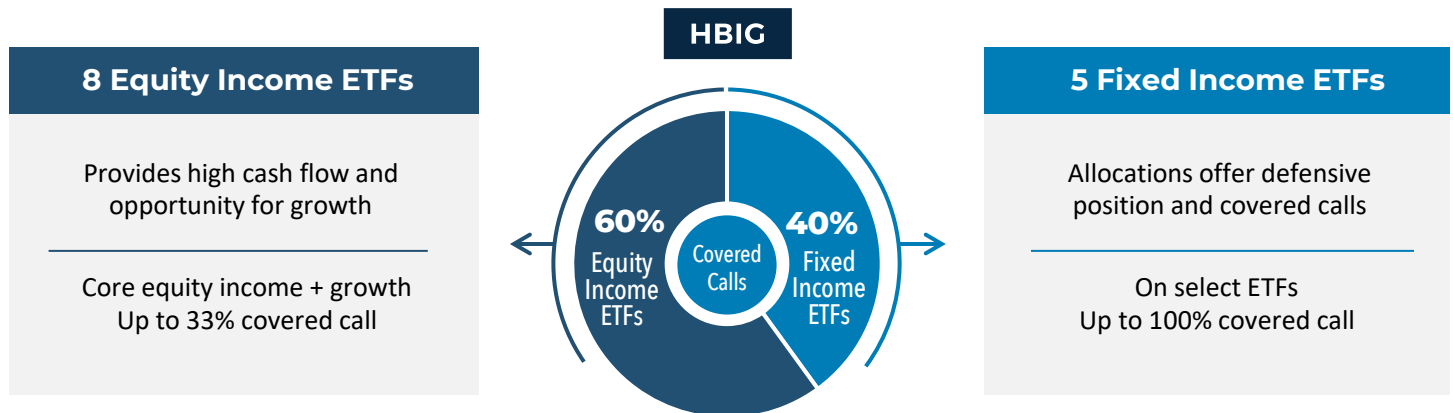 HBIG
8 Equity Income ETFs
Provides high cash flow and
opportunity for growth
Core equity income + growth
Up to 33% covered call
60%
Equity
Income
ETFs
Covered
Calls
40%
Fixed
Income
ETFs
5 Fixed Income ETFs
Allocations offer defensive
position and covered calls
On select ETFs
Up to 100% covered call